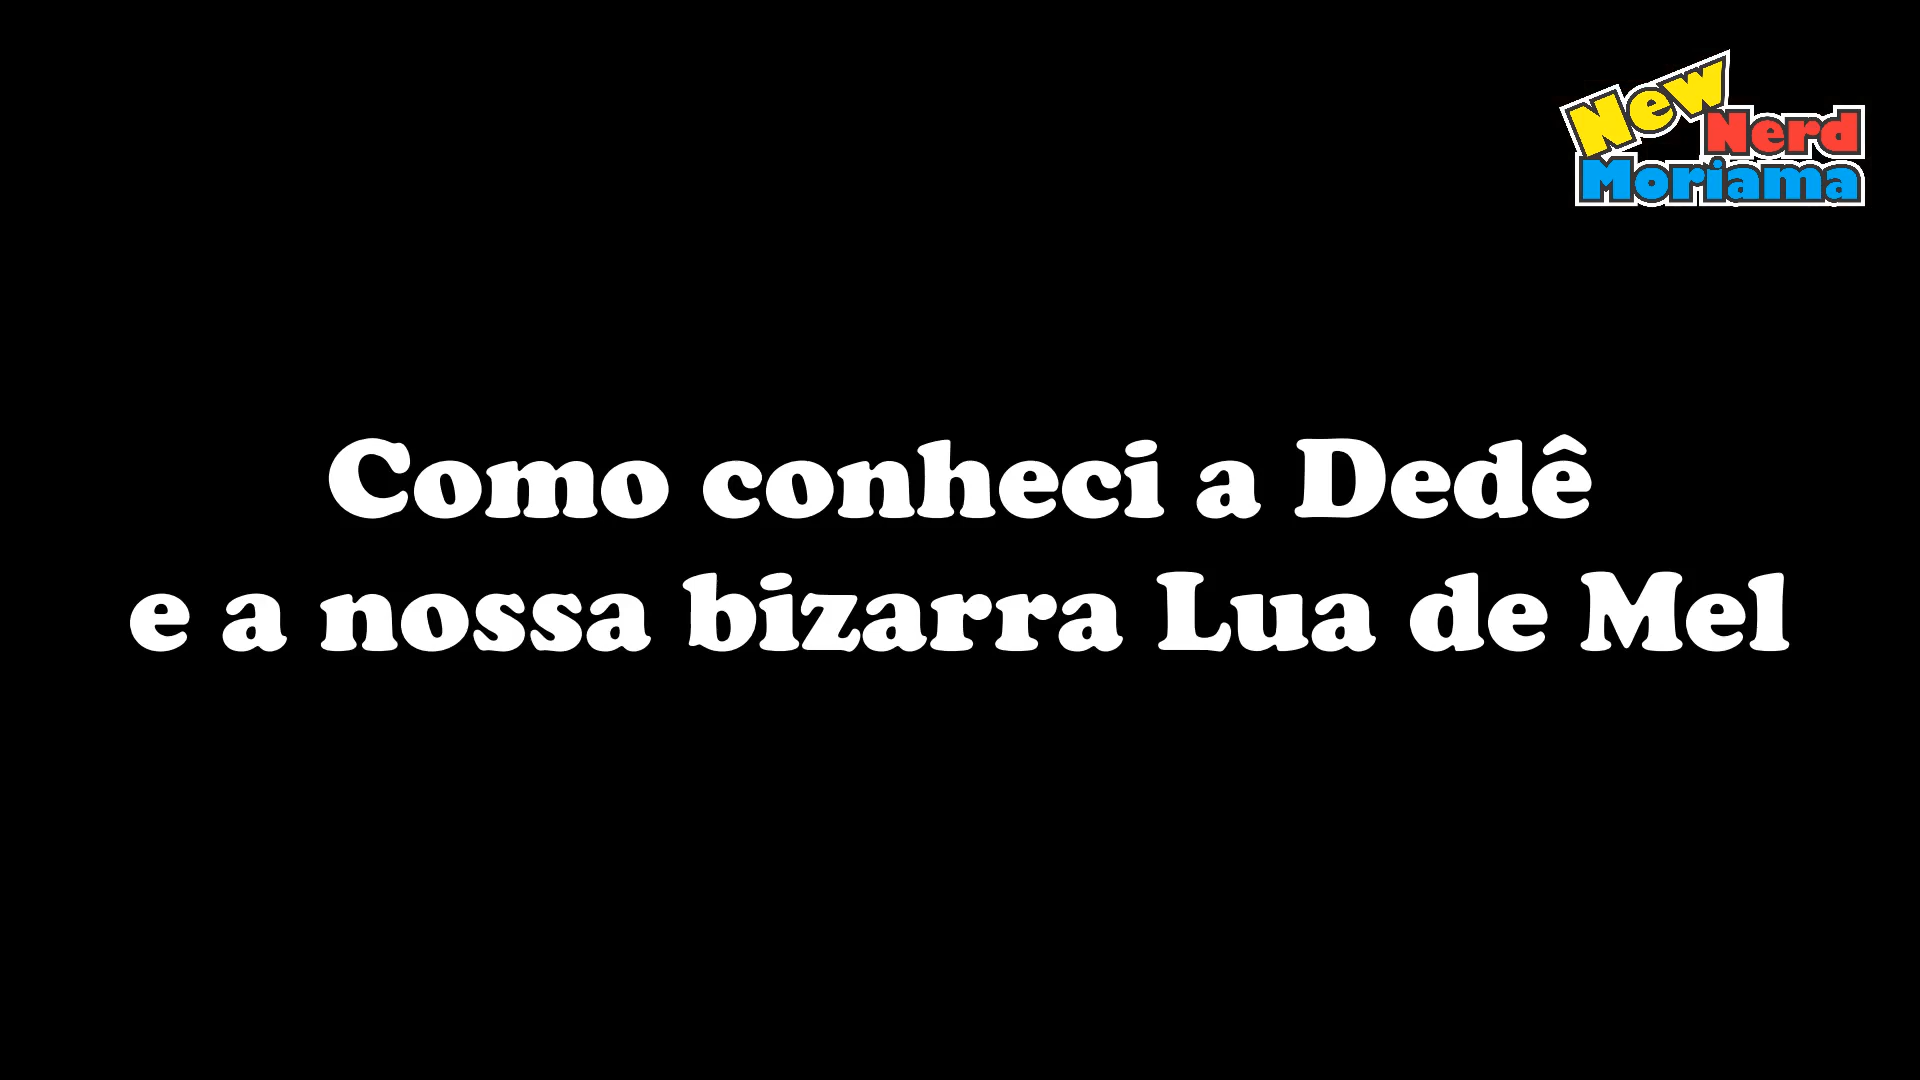 New
Nerd
Moriama
Como conheci a Dedê
e a nossa bizarra Lua de Mel